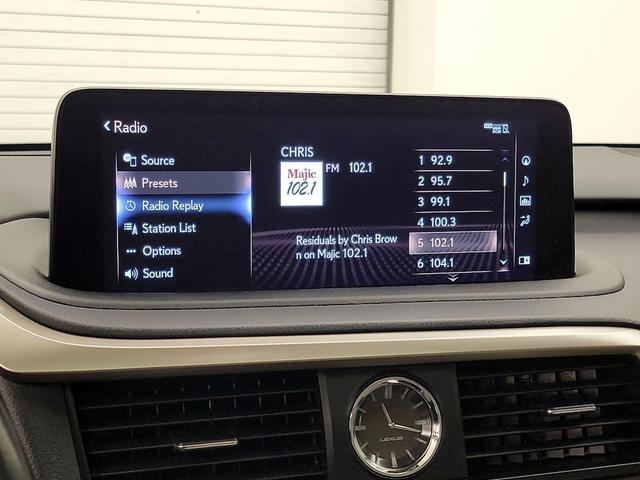 Radio
Source
Presets
Radio Replay
Station List
Options
Sound
CHRIS
Majic
102.1
FM 102.1
Residuals by Chris Brow
n on Majic 102.1
1 92.9
2 95.7
3 99.1
4 100.3
5 102.1
6 104.1
LEXUS